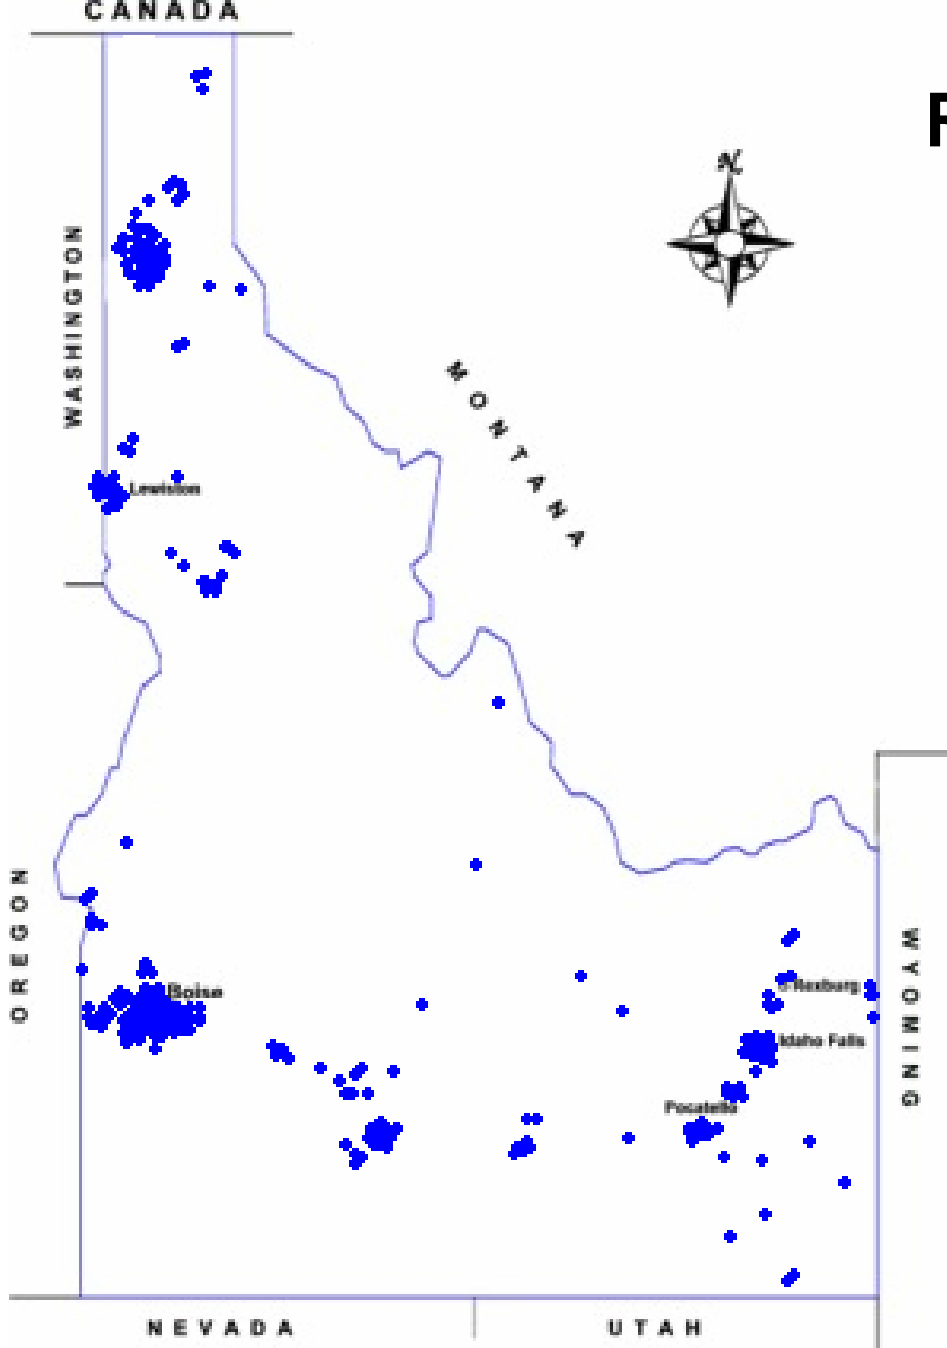 CANADA
F
N
WASHINGTON
MONTANA
Lewiston
OREGON
WYOMING
Rexburg
Boise
Idaho Falls
Pocatello
NEVADA
UTAH